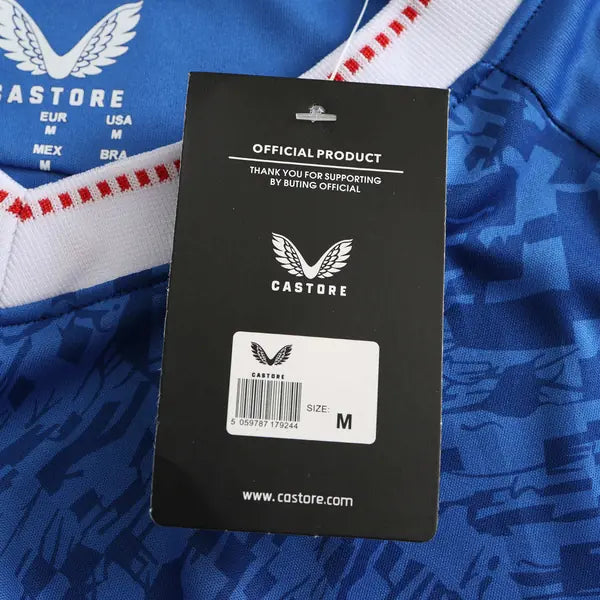 CASTORE
EUR USA
M M
MEX BRA
M
OFFICIAL PRODUCT
THANK YOU FOR SUPPORTING
BY BUTING OFFICIAL
CASTORE
CASTORE
SIZE: M
5 059787 179244
www.castore.com